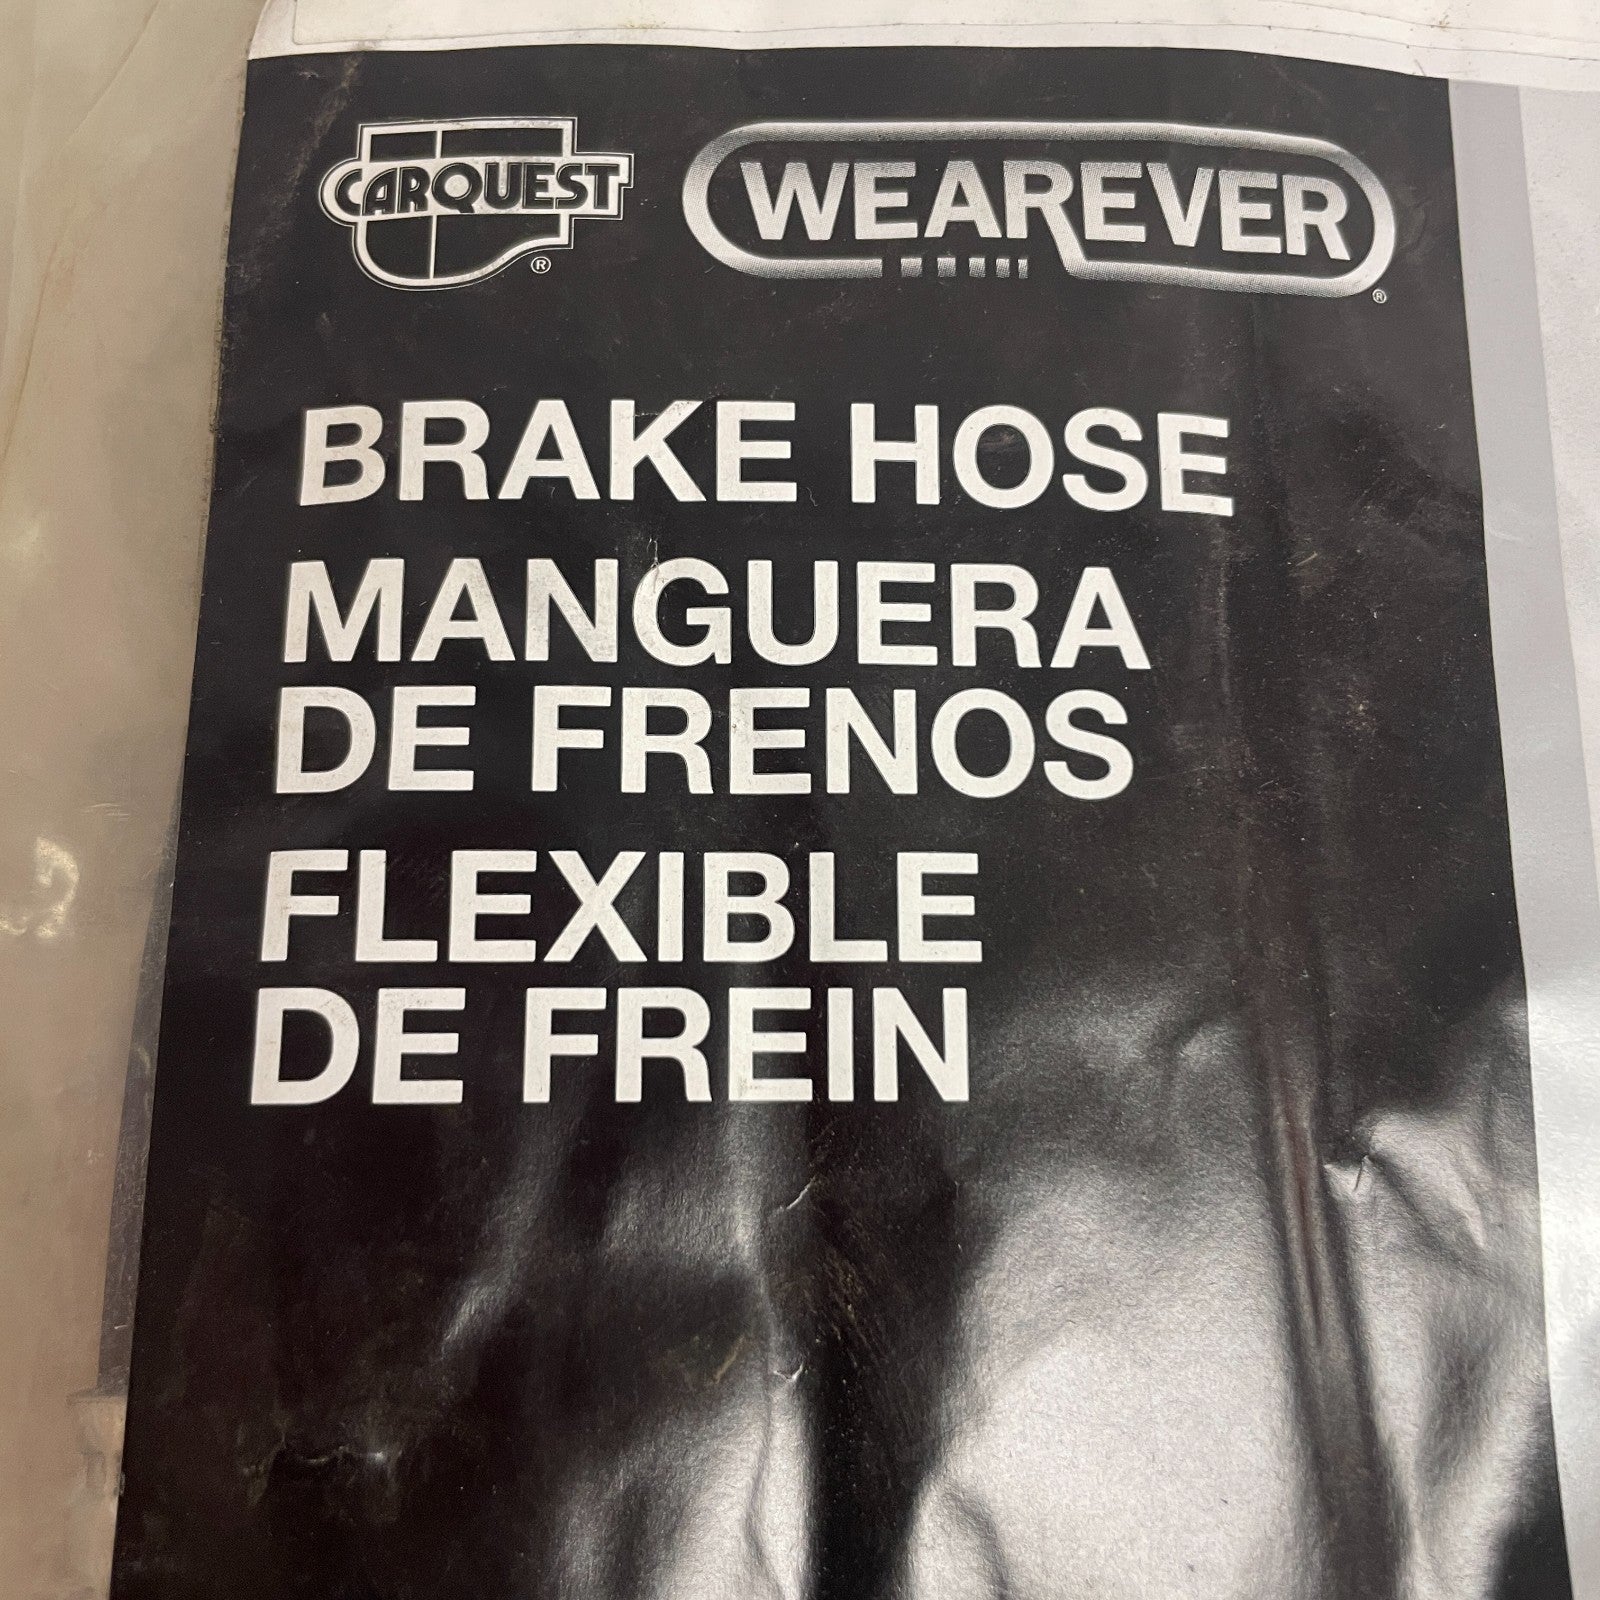 CARQUEST ® WEAREVER ®
BRAKE HOSE
MANGUERA
DE FRENOS
FLEXIBLE
DE FREIN